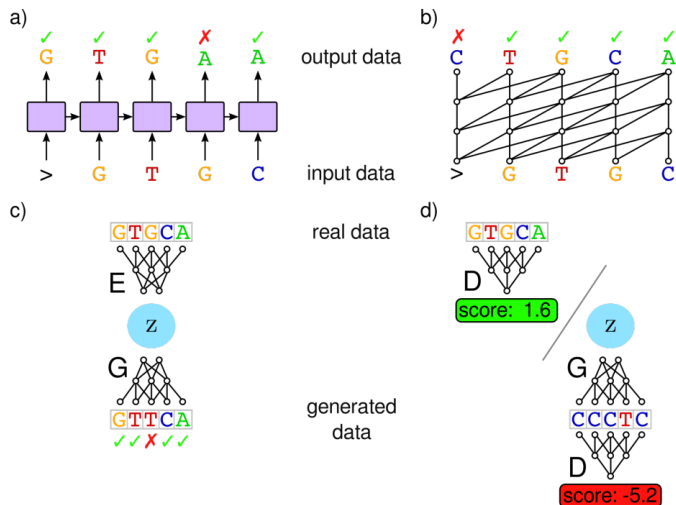 a)
✓ ✓ ✓ ✗ ✓
G T G A A
output data
> G T G C
input data
b)
✗ ✓ ✓ ✓ ✓
C T G C A
> G T G C
c)
GTGCA
real data
E
z
G
GTTCA
✓✓✗✓✓
generated
data
d)
GTGCA
D
score: 1.6
z
G
CCCTC
D
score: -5.2